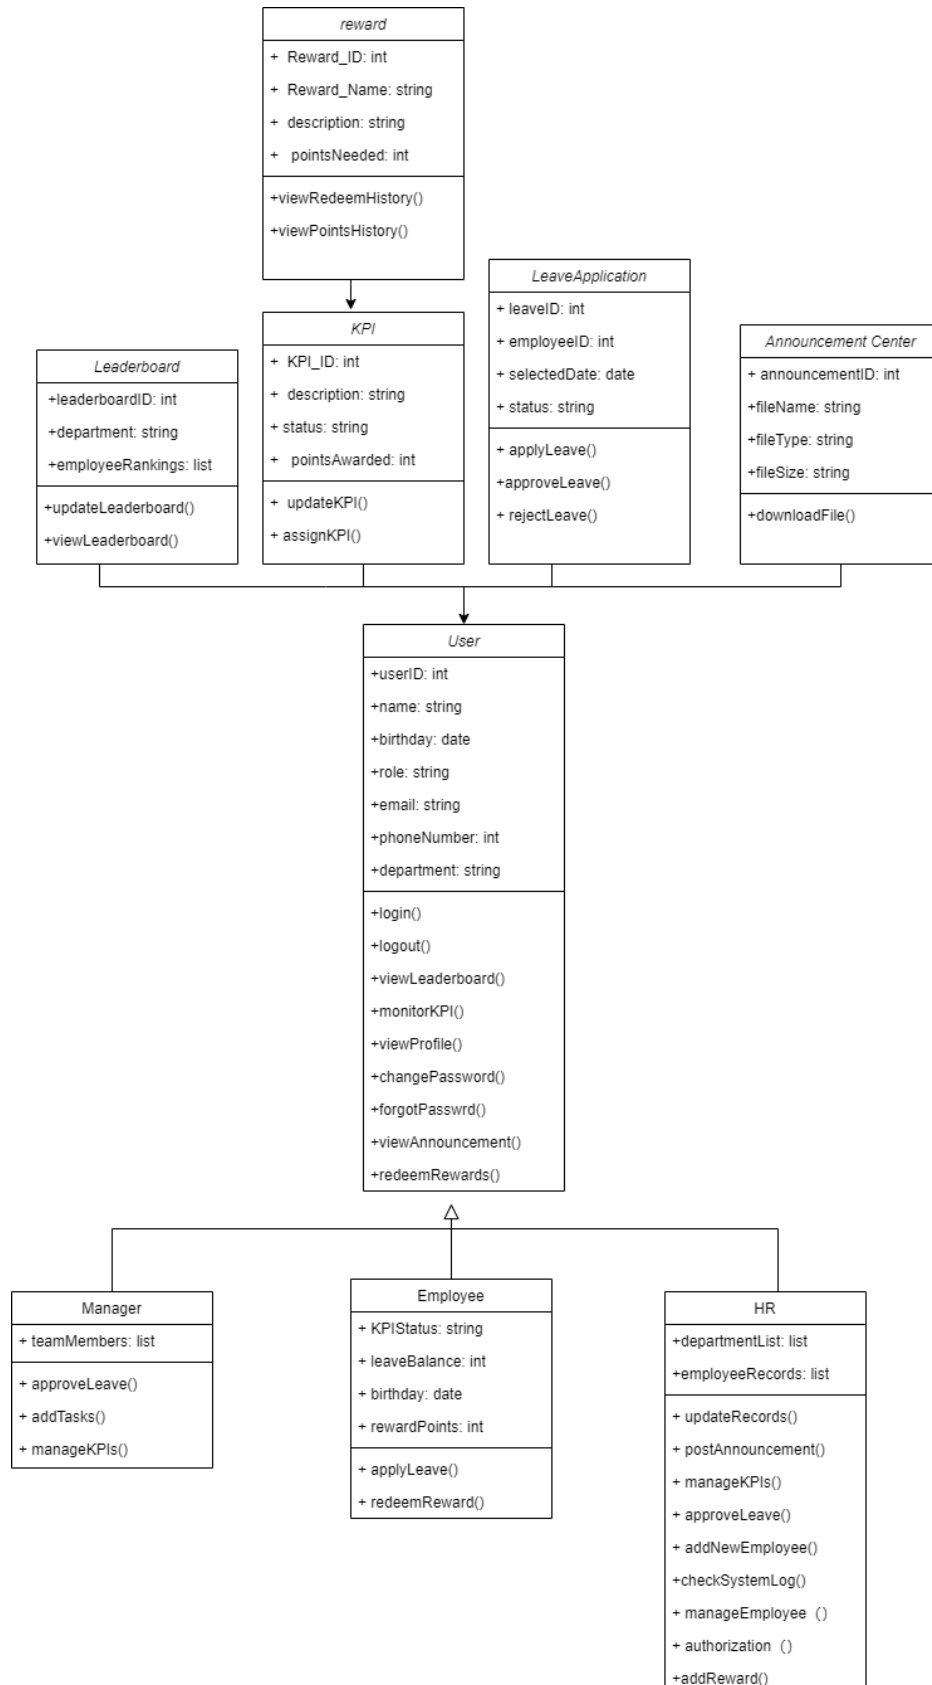 reward
+ Reward_ID: int
+ Reward_Name: string
+ description: string
+ pointsNeeded: int
+viewRedeemHistory()
+viewPointsHistory()
LeaveApplication
+ leaveID: int
+ employeeID: int
+ selectedDate: date
+ status: string
+ applyLeave()
+approveLeave()
+ rejectLeave()
KPI
+ KPI_ID: int
+ description: string
+ status: string
+ pointsAwarded: int
+ updateKPI()
+ assignKPI()
Announcement Center
+ announcementID: int
+fileName: string
+fileType: string
+fileSize: string
+downloadFile()
Leaderboard
+leaderboardID: int
+department: string
+employeeRankings: list
+updateLeaderboard()
+viewLeaderboard()
User
+userID: int
+name: string
+birthday: date
+role: string
+email: string
+phoneNumber: int
+department: string
+login()
+logout()
+viewLeaderboard()
+monitorKPI()
+viewProfile()
+changePassword()
+forgotPasswrd()
+viewAnnouncement()
+redeemRewards()
Manager
+ teamMembers: list
+ approveLeave()
+ addTasks()
+ manageKPIs()
Employee
+ KPIStatus: string
+ leaveBalance: int
+ birthday: date
+ rewardPoints: int
+ applyLeave()
+ redeemReward()
HR
+departmentList: list
+employeeRecords: list
+ updateRecords()
+ postAnnouncement()
+ manageKPIs()
+ approveLeave()
+ addNewEmployee()
+checkSystemLog()
+ manageEmployee ()
+ authorization ()
+addReward()